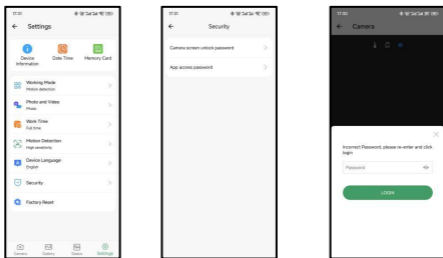 17:31
← Settings
Device
Information
Date Time
Memory Card
Working Mode
Motion detection
Photo and Video
Photo
Work Time
Full time
Motion Detection
High sensitivity
Device Language
English
Security
Factory Reset
Camera
Gallery
Status
Settings
← Security
Camera screen unlock password
App access password
← Camera
Incorrect Password, please re-enter and click
login
Password
LOGIN